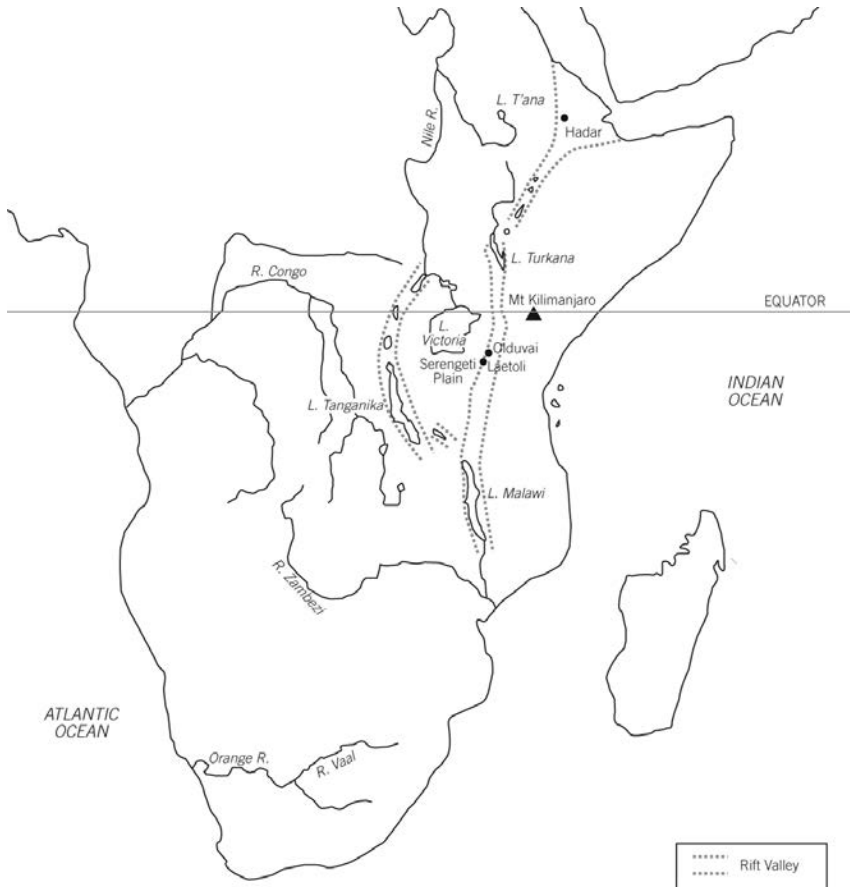 L. T'ana
Nile R.
Hadar
L. Turkana
R. Congo
Mt Kilimanjaro
EQUATOR
L.
Victoria
Olduvai
Serengeti
Plain
Laetoli
INDIAN
OCEAN
L. Tanganika
L. Malawi
R. Zambezi
ATLANTIC
OCEAN
Orange R.
R. Vaal
Rift Valley